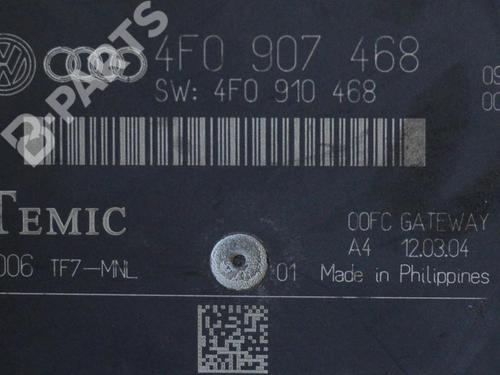 4F0 907 468
SW: 4F0 910 468
B-PARTS
TEMIC
00FC GATEWAY
A4 12.03.04
006 TF7-MNL
01 Made in Philippines